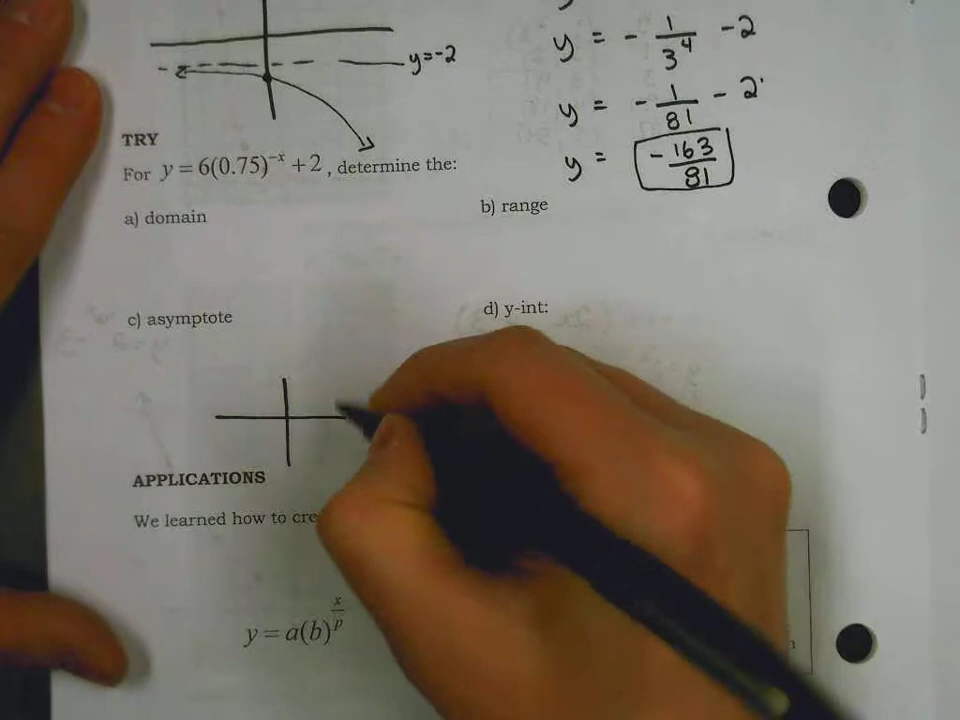 y = - 1/3⁴ - 2
y=-2
y = - 1/81 - 2
y = - 163/81
TRY
For y = 6(0.75)⁻ˣ + 2, determine the:
a) domain
b) range
c) asymptote
d) y-int:
APPLICATIONS
We learned how to
y = a(b)^(x/p)